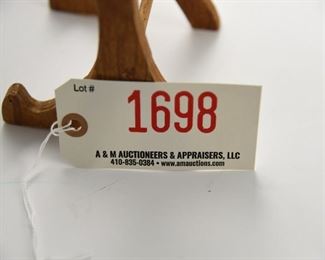 Lot #
1698
A & M AUCTIONEERS & APPRAISERS, LLC
410-835-0384 • www.amauctions.com